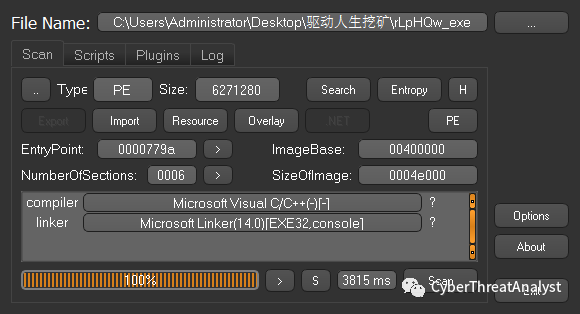 File Name: C:\Users\Administrator\Desktop\驱动人生挖矿\rLpHQw_exe ...
Scan Scripts Plugins Log
.. Type PE Size: 6271280 Search Entropy H
Export Import Resource Overlay .NET PE
EntryPoint: 0000779a > ImageBase: 00400000
NumberOfSections: 0006 > SizeOfImage: 0004e000
compiler Microsoft Visual C/C++(-)[-] ?
linker Microsoft Linker(14.0)[EXE32,console] ?
Options
About
100% > S 3815 ms Scan
CyberThreatAnalyst